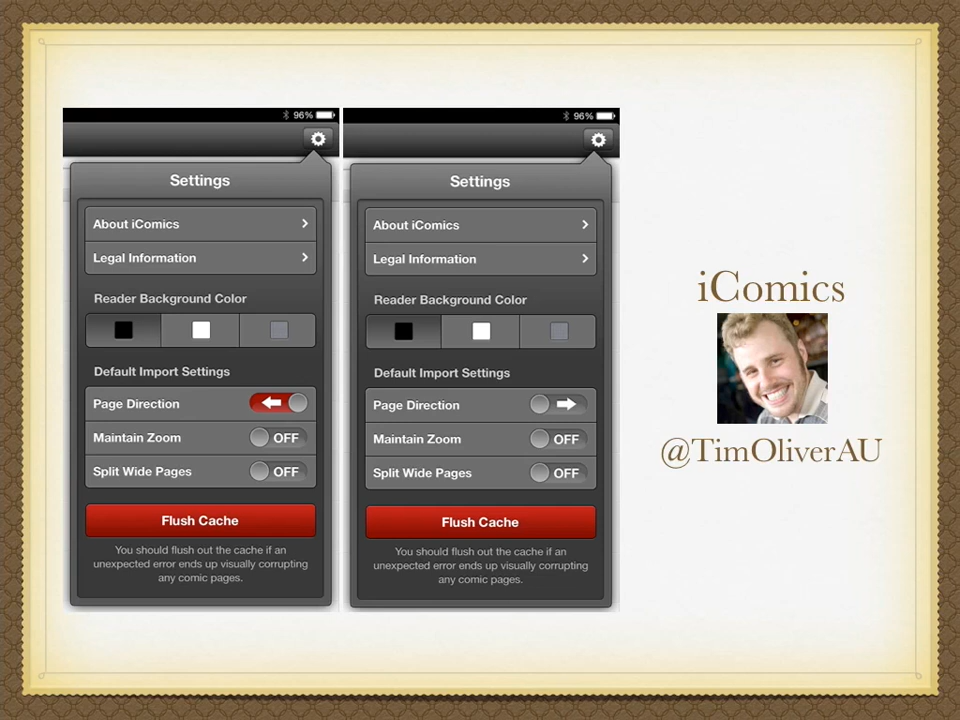 96%
Settings
About iComics
Legal Information
Reader Background Color
Default Import Settings
Page Direction
Maintain Zoom
OFF
Split Wide Pages
OFF
Flush Cache
You should flush out the cache if an
unexpected error ends up visually corrupting
any comic pages.
96%
Settings
About iComics
Legal Information
Reader Background Color
Default Import Settings
Page Direction
Maintain Zoom
OFF
Split Wide Pages
OFF
Flush Cache
You should flush out the cache if an
unexpected error ends up visually corrupting
any comic pages.
iComics
@TimOliverAU